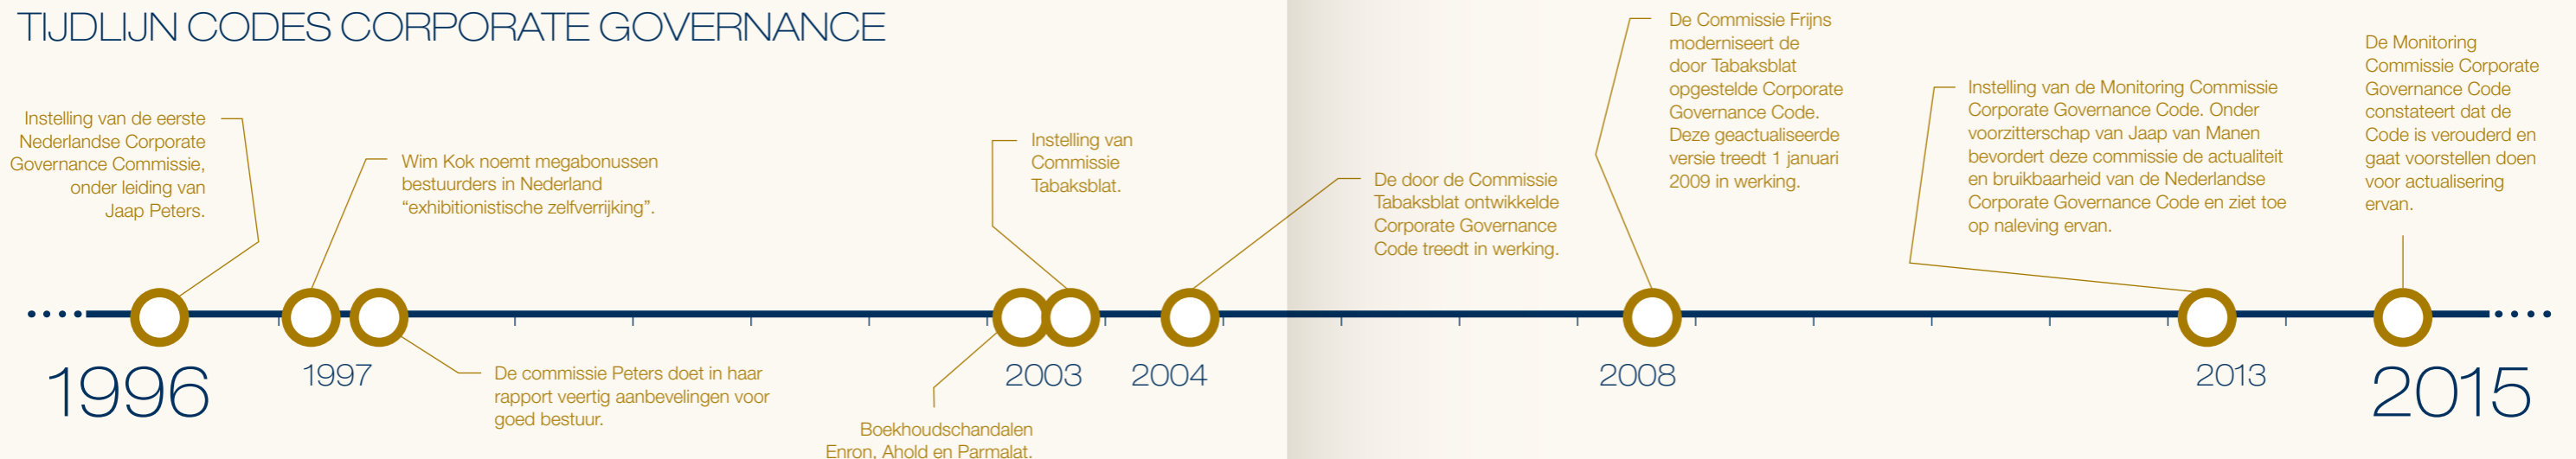 TIJDLIJN CODES CORPORATE GOVERNANCE
Instelling van de eerste
Nederlandse Corporate
Governance Commissie,
onder leiding van
Jaap Peters.
Wim Kok noemt megabonussen
bestuurders in Nederland
“exhibitionistische zelfverrijking”.
De commissie Peters doet in haar
rapport veertig aanbevelingen voor
goed bestuur.
Boekhoudschandalen
Enron, Ahold en Parmalat.
Instelling van
Commissie
Tabaksblat.
De door de Commissie
Tabaksblat ontwikkelde
Corporate Governance
Code treedt in werking.
De Commissie Frijns
moderniseert de
door Tabaksblat
opgestelde Corporate
Governance Code.
Deze geactualiseerde
versie treedt 1 januari
2009 in werking.
Instelling van de Monitoring Commissie
Corporate Governance Code. Onder
voorzitterschap van Jaap van Manen
bevordert deze commissie de actualiteit
en bruikbaarheid van de Nederlandse
Corporate Governance Code en ziet toe
op naleving ervan.
De Monitoring
Commissie Corporate
Governance Code
constateert dat de
Code is verouderd en
gaat voorstellen doen
voor actualisering
ervan.
1996
1997
2003
2004
2008
2013
2015